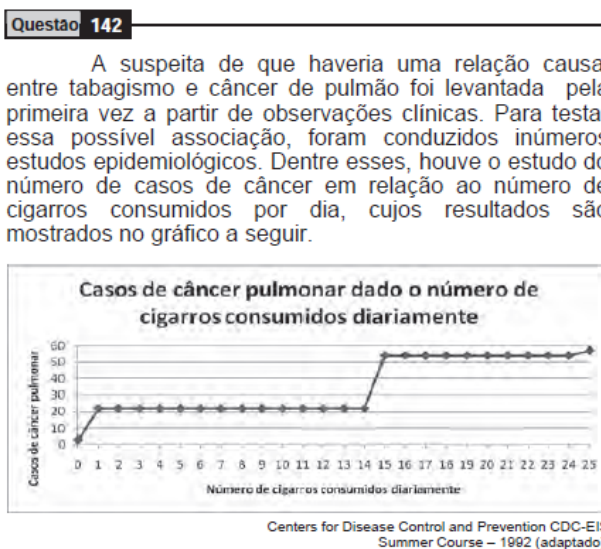 Questão 142
A suspeita de que haveria uma relação causa
entre tabagismo e câncer de pulmão foi levantada pela
primeira vez a partir de observações clínicas. Para testa
essa possível associação, foram conduzidos inúmeros
estudos epidemiológicos. Dentre esses, houve o estudo do
número de casos de câncer em relação ao número de
cigarros consumidos por dia, cujos resultados são
mostrados no gráfico a seguir.
Casos de câncer pulmonar dado o número de
cigarros consumidos diariamente
Casos de câncer pulmonar
60
50
40
30
20
10
0
0 1 2 3 4 5 6 7 8 9 10 11 12 13 14 15 16 17 18 19 20 21 22 23 24 25
Número de cigarros consumidos diariamente
Centers for Disease Control and Prevention CDC-EIS
Summer Course – 1992 (adaptado